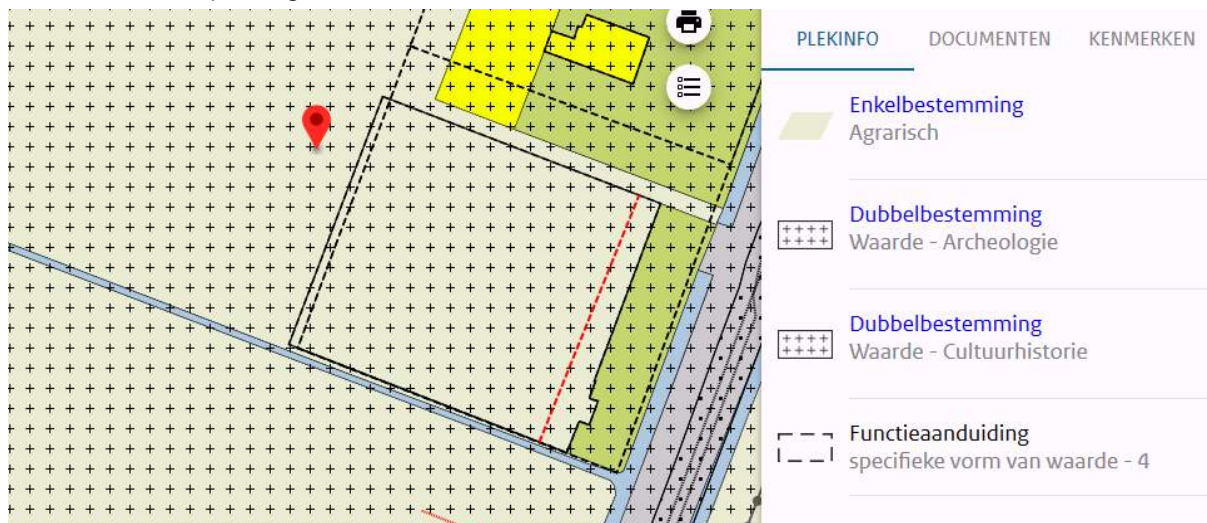 PLEKINFO DOCUMENTEN KENMERKEN
Enkelbestemming
Agrarisch
Dubbelbestemming
Waarde - Archeologie
Dubbelbestemming
Waarde - Cultuurhistorie
Functieaanduiding
specifieke vorm van waarde - 4